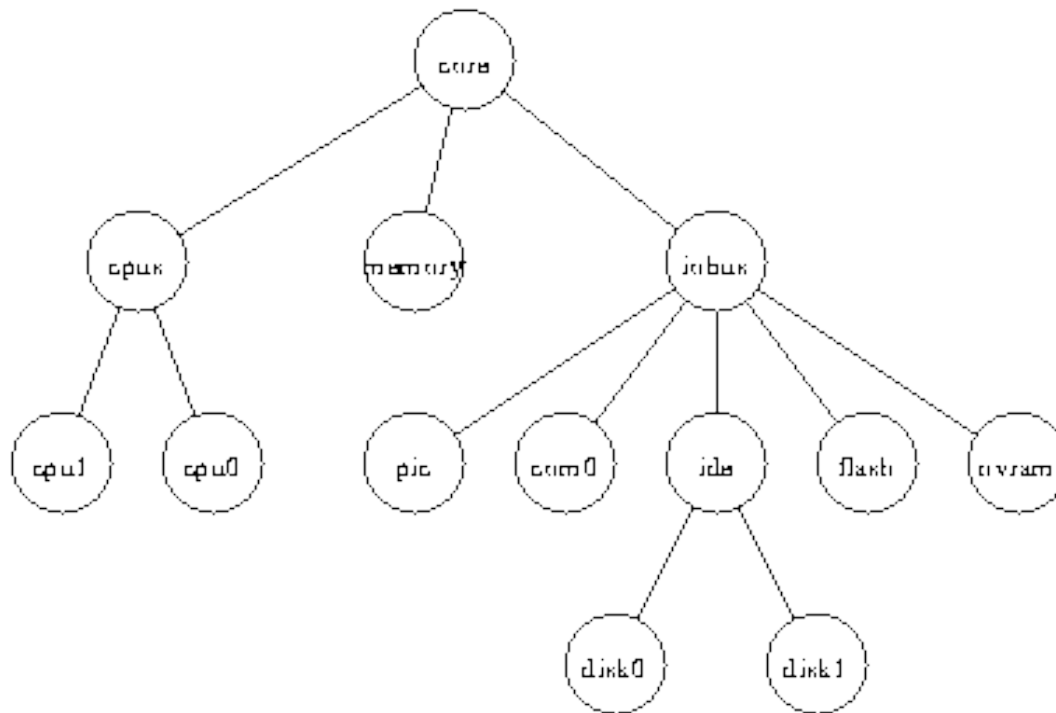 core
cpus
memory
iobus
cpu1
cpu0
pic
com0
ide
flash
nvram
disk0
disk1